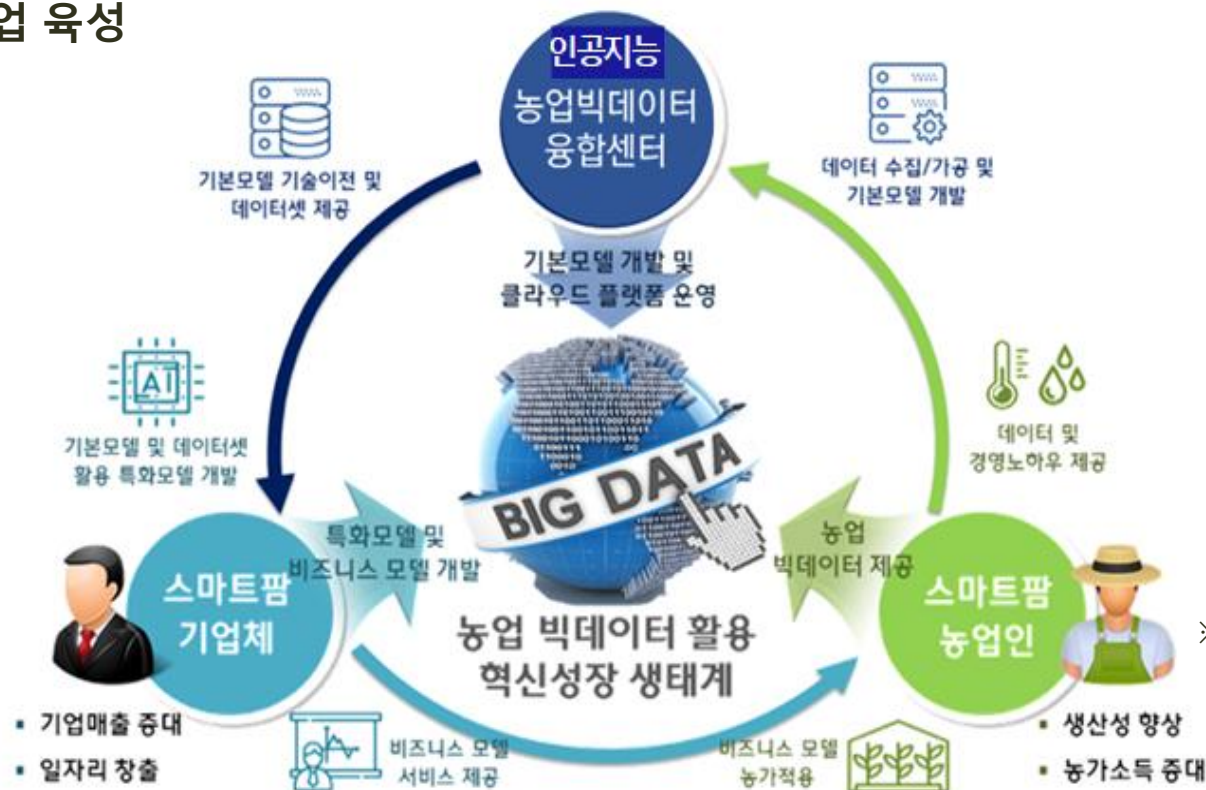 업 육성
인공지능
농업빅데이터
융합센터
기본모델 기술이전 및
데이터셋 제공
데이터 수집/가공 및
기본모델 개발
기본모델 개발 및
클라우드 플랫폼 운영
AI
기본모델 및 데이터셋
활용 특화모델 개발
데이터 및
경영노하우 제공
BIG DATA
특화모델 및
비즈니스 모델 개발
농업
빅데이터 제공
스마트팜
기업체
농업 빅데이터 활용
혁신성장 생태계
스마트팜
농업인
※
▪ 기업매출 증대
▪ 일자리 창출
비즈니스 모델
서비스 제공
비즈니스 모델
농가적용
▪ 생산성 향상
▪ 농가소득 증대